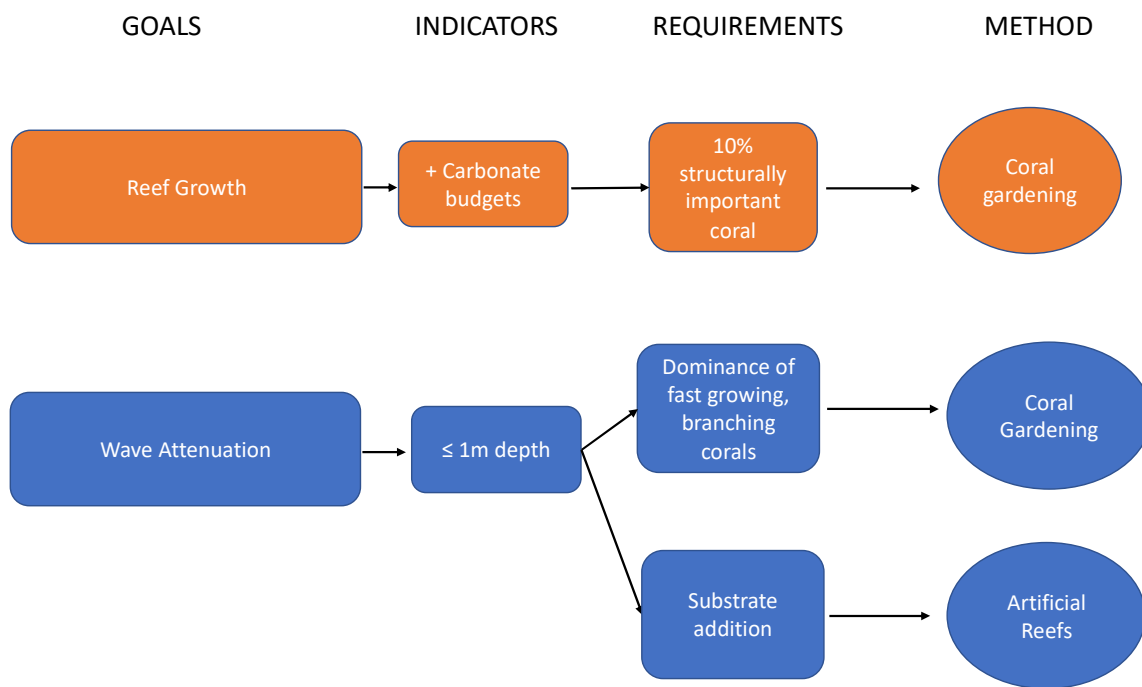 GOALS INDICATORS REQUIREMENTS METHOD
Reef Growth
+ Carbonate
budgets
10%
structurally
important
coral
Coral
gardening
Wave Attenuation
≤ 1m depth
Dominance of
fast growing,
branching
corals
Coral
Gardening
Substrate
addition
Artificial
Reefs